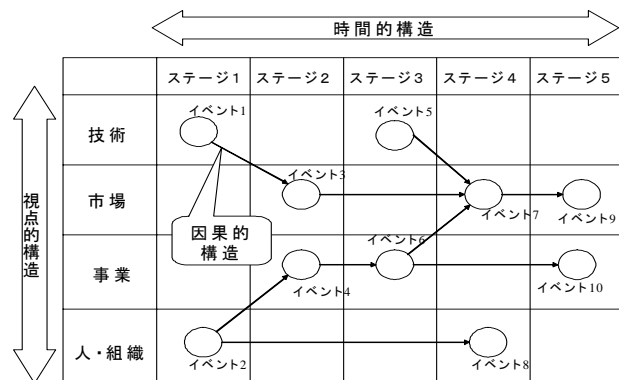 時間的構造
ステージ1 ステージ2 ステージ3 ステージ4 ステージ5
視点的構造
技術
イベント1
イベント5
市場
イベント3
イベント7
イベント9
因果的
構造
事業
イベント6
イベント4
イベント10
人・組織
イベント2
イベント8